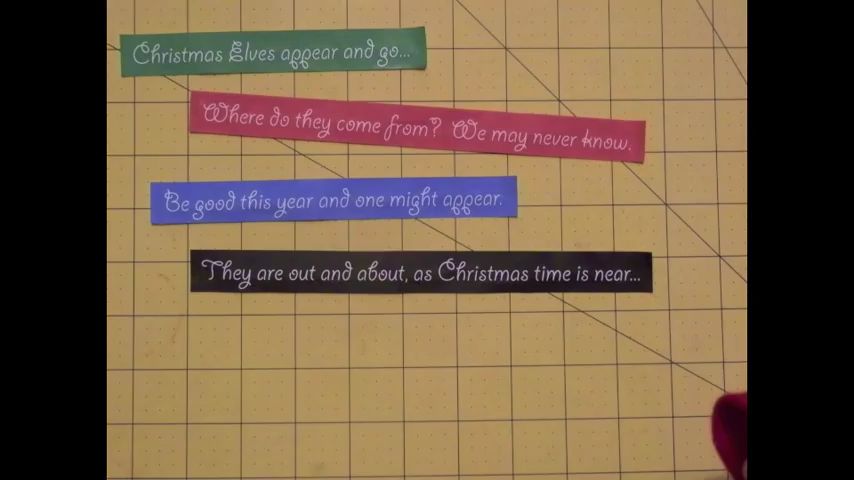 Christmas Elves appear and go...
Where do they come from? We may never know.
Be good this year and one might appear.
They are out and about, as Christmas time is near...